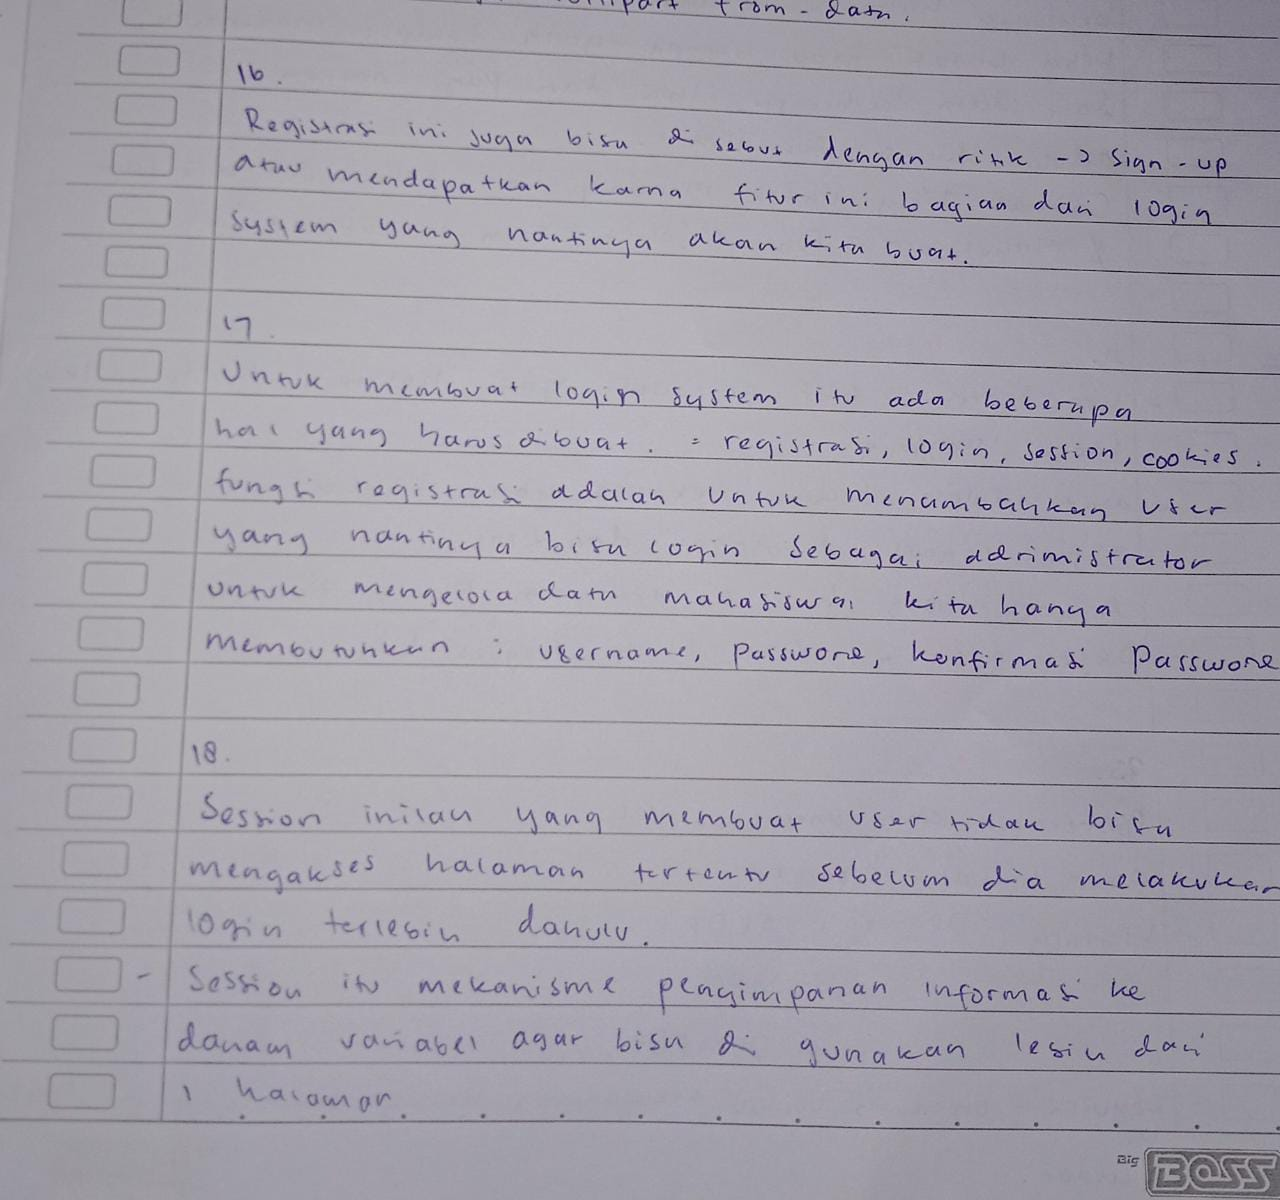 from - data.
16.
Registrasi ini juga bisa di sebut dengan ritik -> sign - up
atau mendapatkan karna fitur ini bagian dari login
system yang nantinya akan kita buat.
17.
Untuk membuat login system itu ada beberapa
hal yang harus dibuat. = registrasi, login, session, cookies.
fungsi registrasi adalah untuk menambahkan user
yang nantinya bisa login sebagai adrimistrator
untuk mengelola data mahasiswa, kita hanya
membutuhkan : username, password, konfirmasi password
18.
Session inilah yang membuat user tidak bisa
mengakses halaman tertentu sebelum dia melakukan
login terlebih dahulu.
- Session itu mekanisme penyimpanan informasi ke
dalam variabel agar bisa di gunakan lebih dari
1 halaman.
Big BOSS